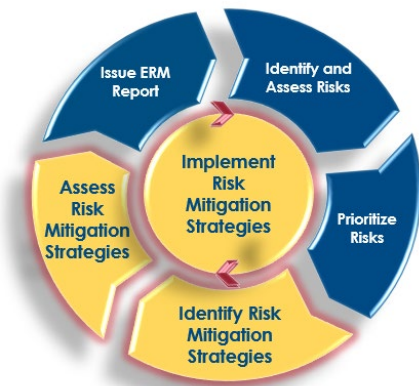 Issue ERM
Report
Identify and
Assess Risks
Implement
Risk
Mitigation
Strategies
Assess
Risk
Mitigation
Strategies
Prioritize
Risks
Identify Risk
Mitigation
Strategies